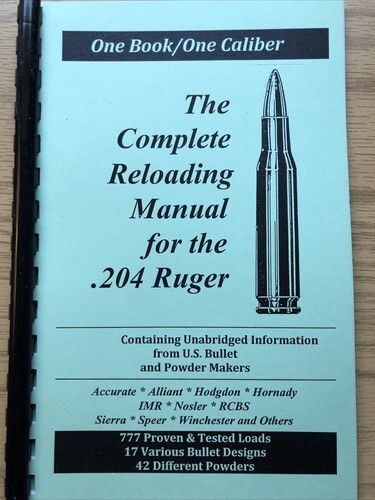 One Book/One Caliber
The
Complete
Reloading
Manual
for the
.204 Ruger
Containing Unabridged Information
from U.S. Bullet
and Powder Makers
Accurate * Alliant * Hodgdon * Hornady
IMR * Nosler * RCBS
Sierra * Speer * Winchester and Others
777 Proven & Tested Loads
17 Various Bullet Designs
42 Different Powders